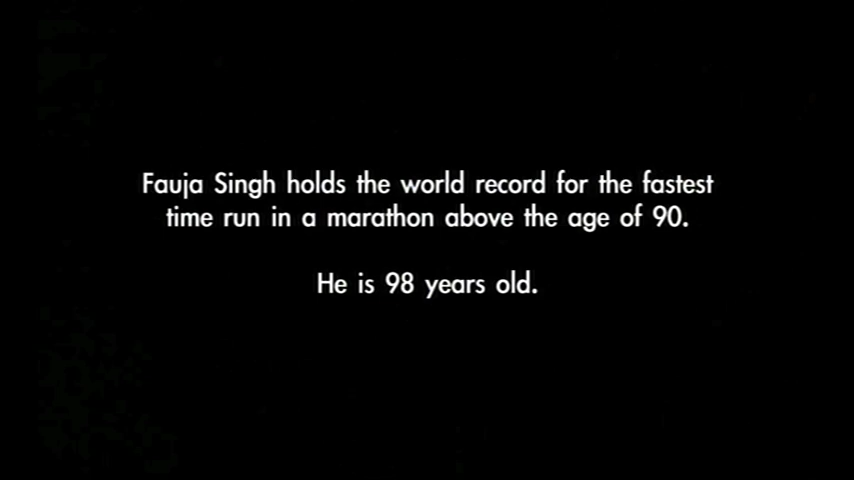 Fauja Singh holds the world record for the fastest
time run in a marathon above the age of 90.
He is 98 years old.